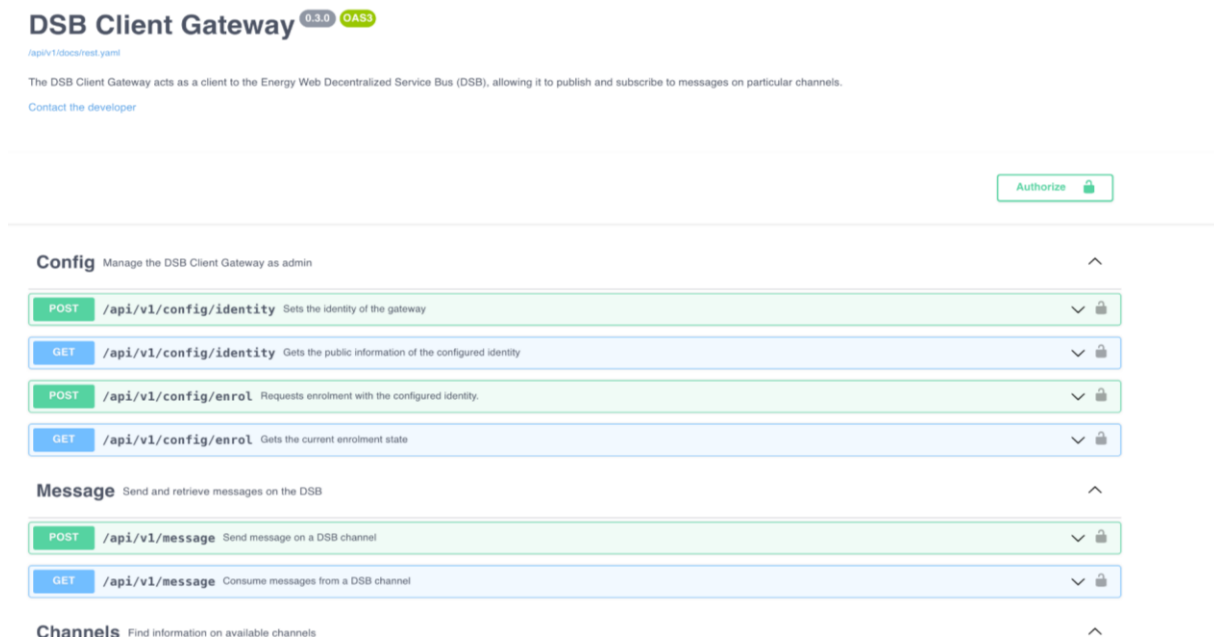 DSB Client Gateway 0.3.0 OAS3
/api/v1/docs/rest.yaml
The DSB Client Gateway acts as a client to the Energy Web Decentralized Service Bus (DSB), allowing it to publish and subscribe to messages on particular channels.
Contact the developer
Authorize
Config Manage the DSB Client Gateway as admin
POST /api/v1/config/identity Sets the identity of the gateway
GET /api/v1/config/identity Gets the public information of the configured identity
POST /api/v1/config/enrol Requests enrolment with the configured identity.
GET /api/v1/config/enrol Gets the current enrolment state
Message Send and retrieve messages on the DSB
POST /api/v1/message Send message on a DSB channel
GET /api/v1/message Consume messages from a DSB channel
Channels Find information on available channels